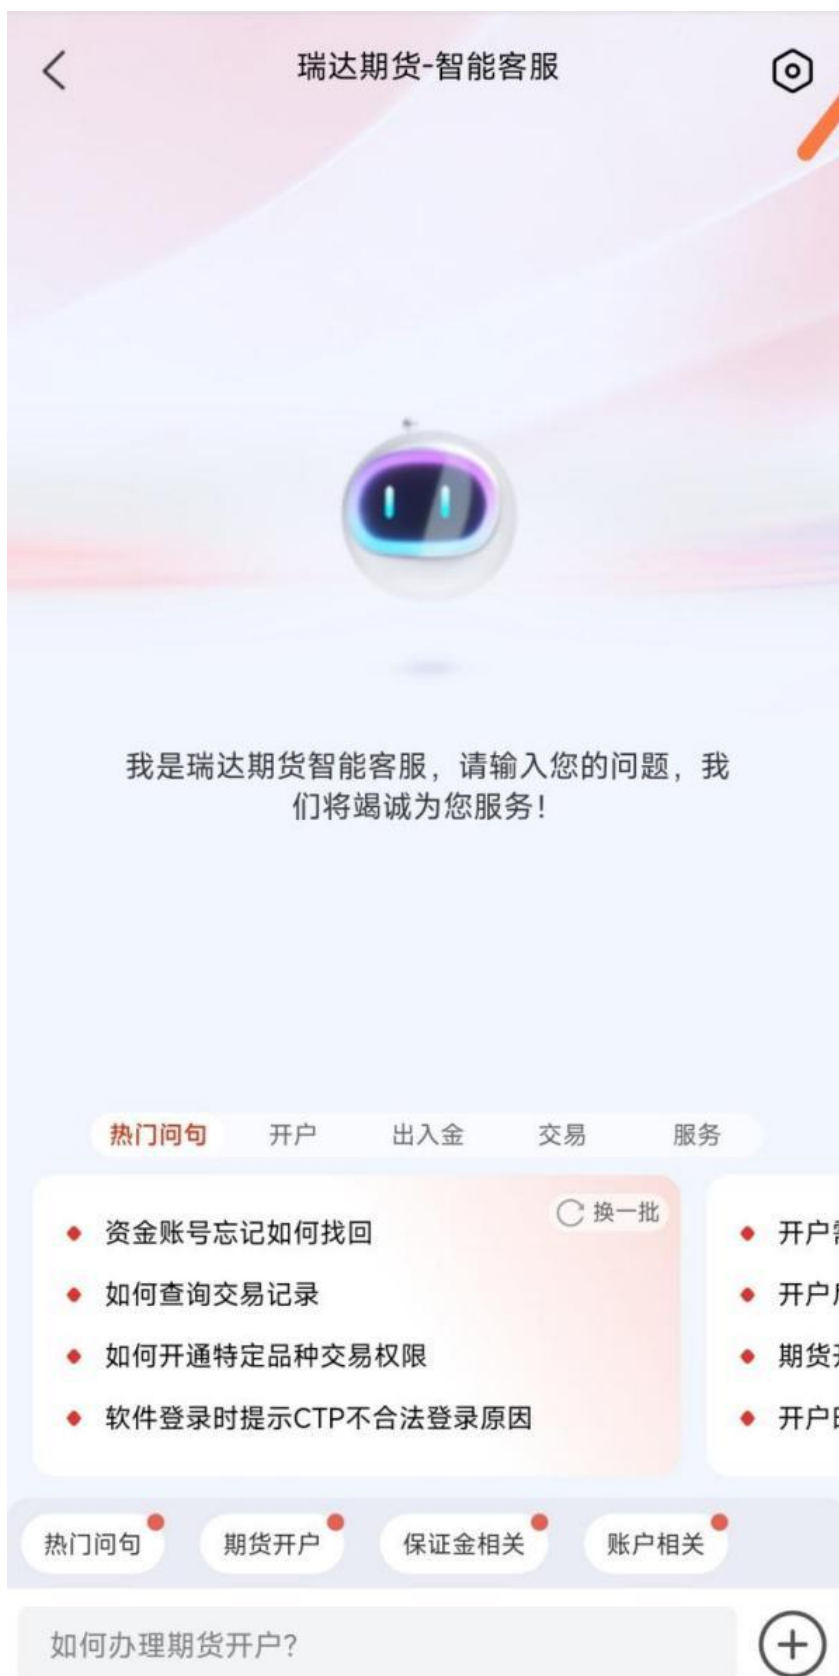 瑞达期货-智能客服
我是瑞达期货智能客服，请输入您的问题，我
们将竭诚为您服务！
热门问句 开户 出入金 交易 服务
换一批
资金账号忘记如何找回
如何查询交易记录
如何开通特定品种交易权限
软件登录时提示CTP不合法登录原因
开户
开户
期货
开户
热门问句 期货开户 保证金相关 账户相关
如何办理期货开户？